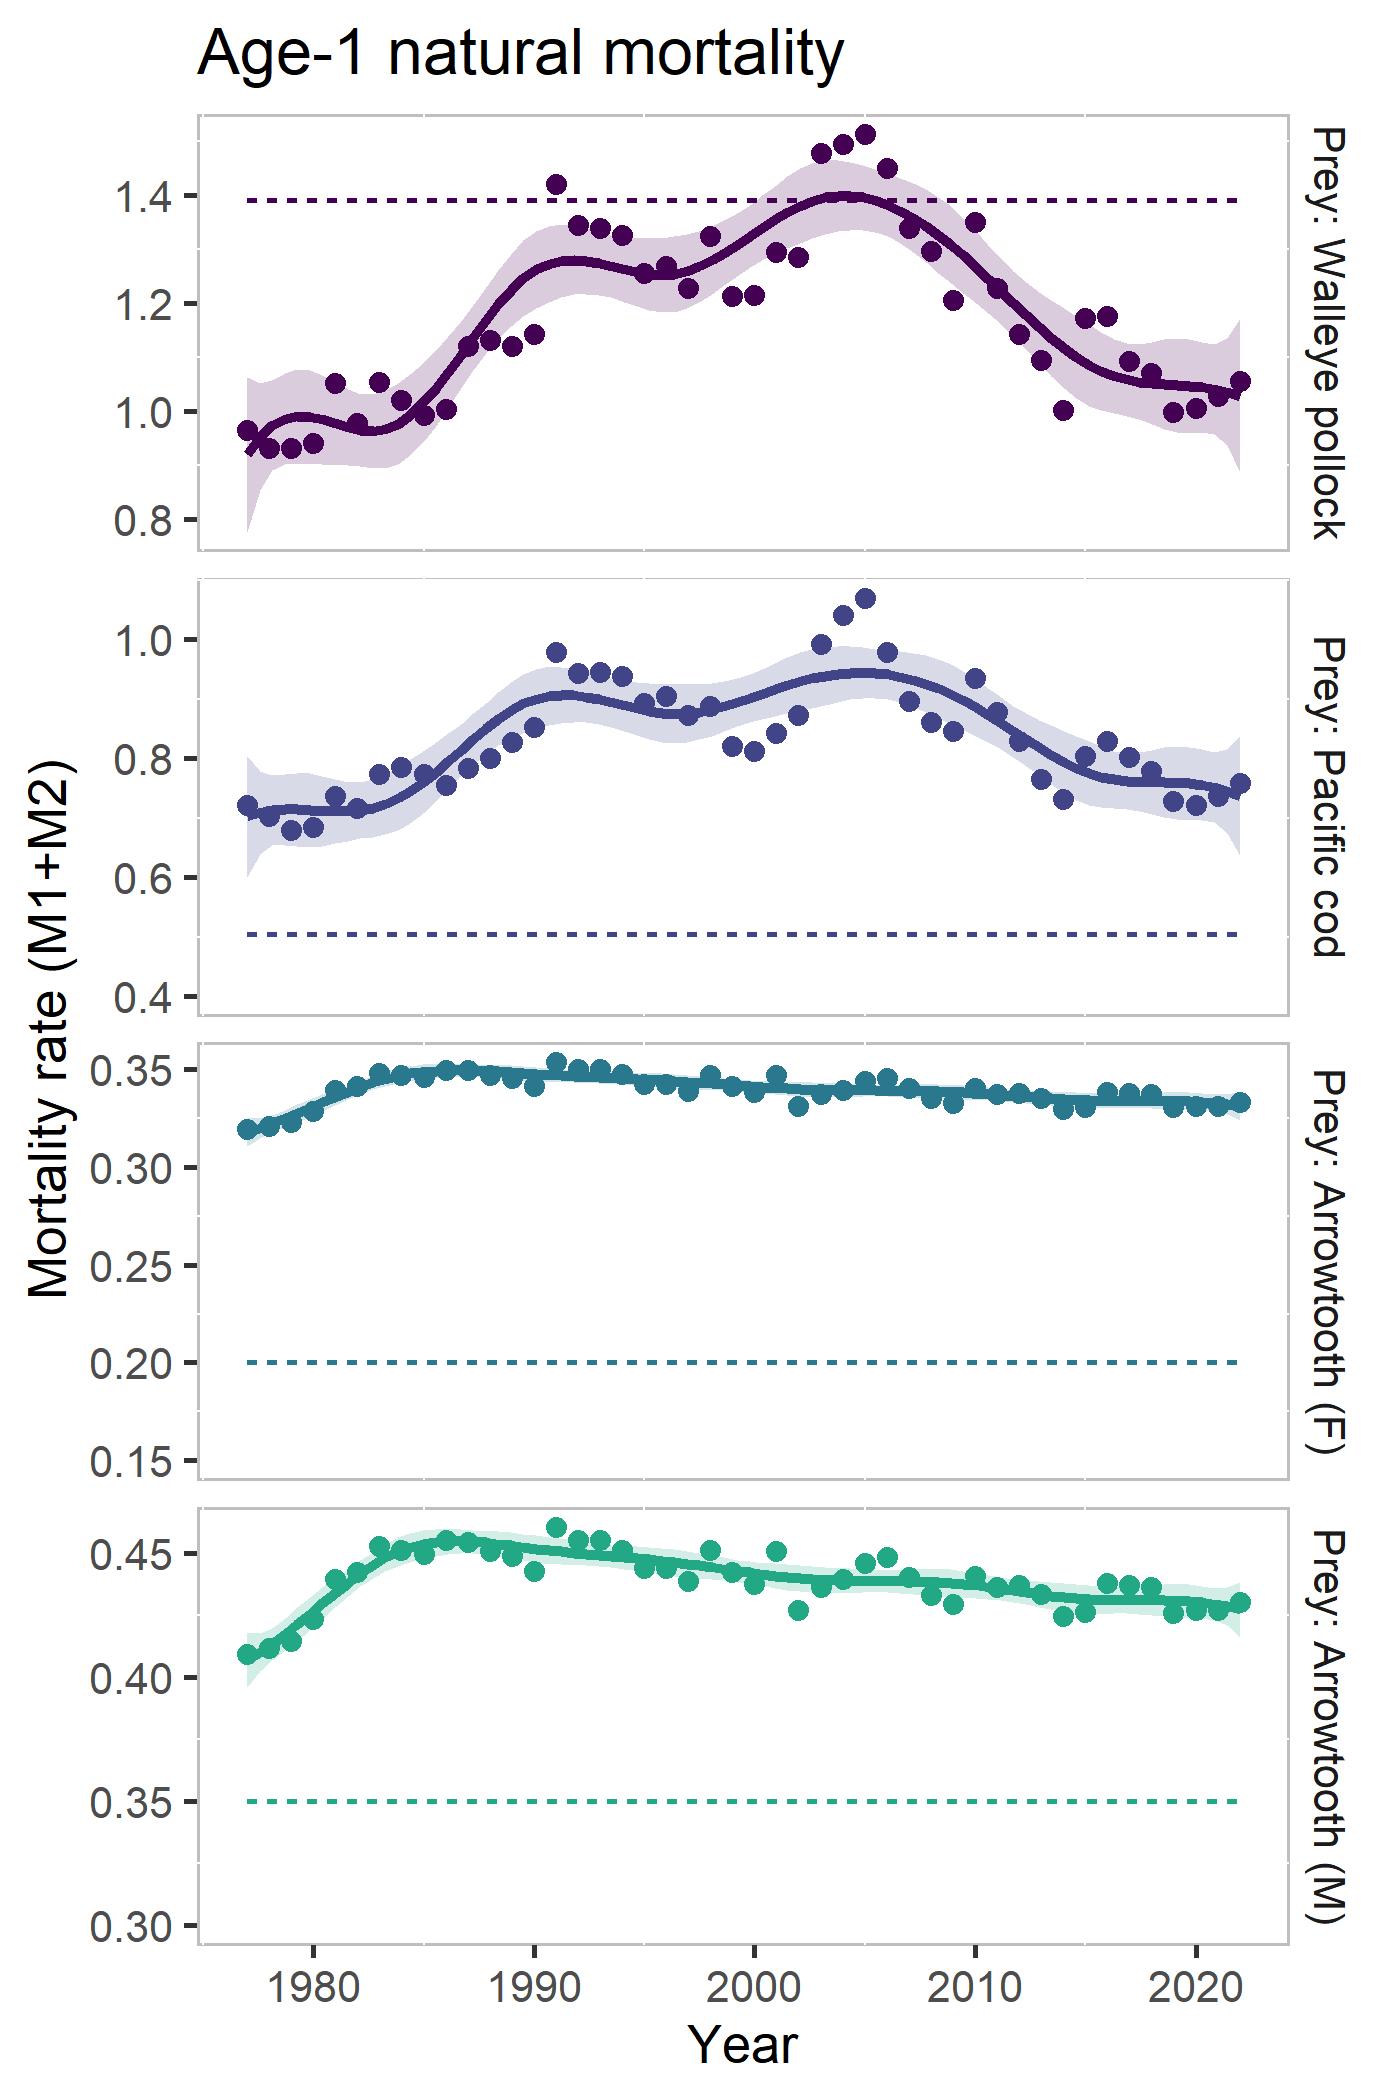 Age-1 natural mortality
Mortality rate (M1+M2)
1.4
1.2
1.0
0.8
Prey: Walleye pollock
1.0
0.8
0.6
0.4
Prey: Pacific cod
0.35
0.30
0.25
0.20
0.15
Prey: Arrowtooth (F)
0.45
0.40
0.35
0.30
Prey: Arrowtooth (M)
1980 1990 2000 2010 2020
Year